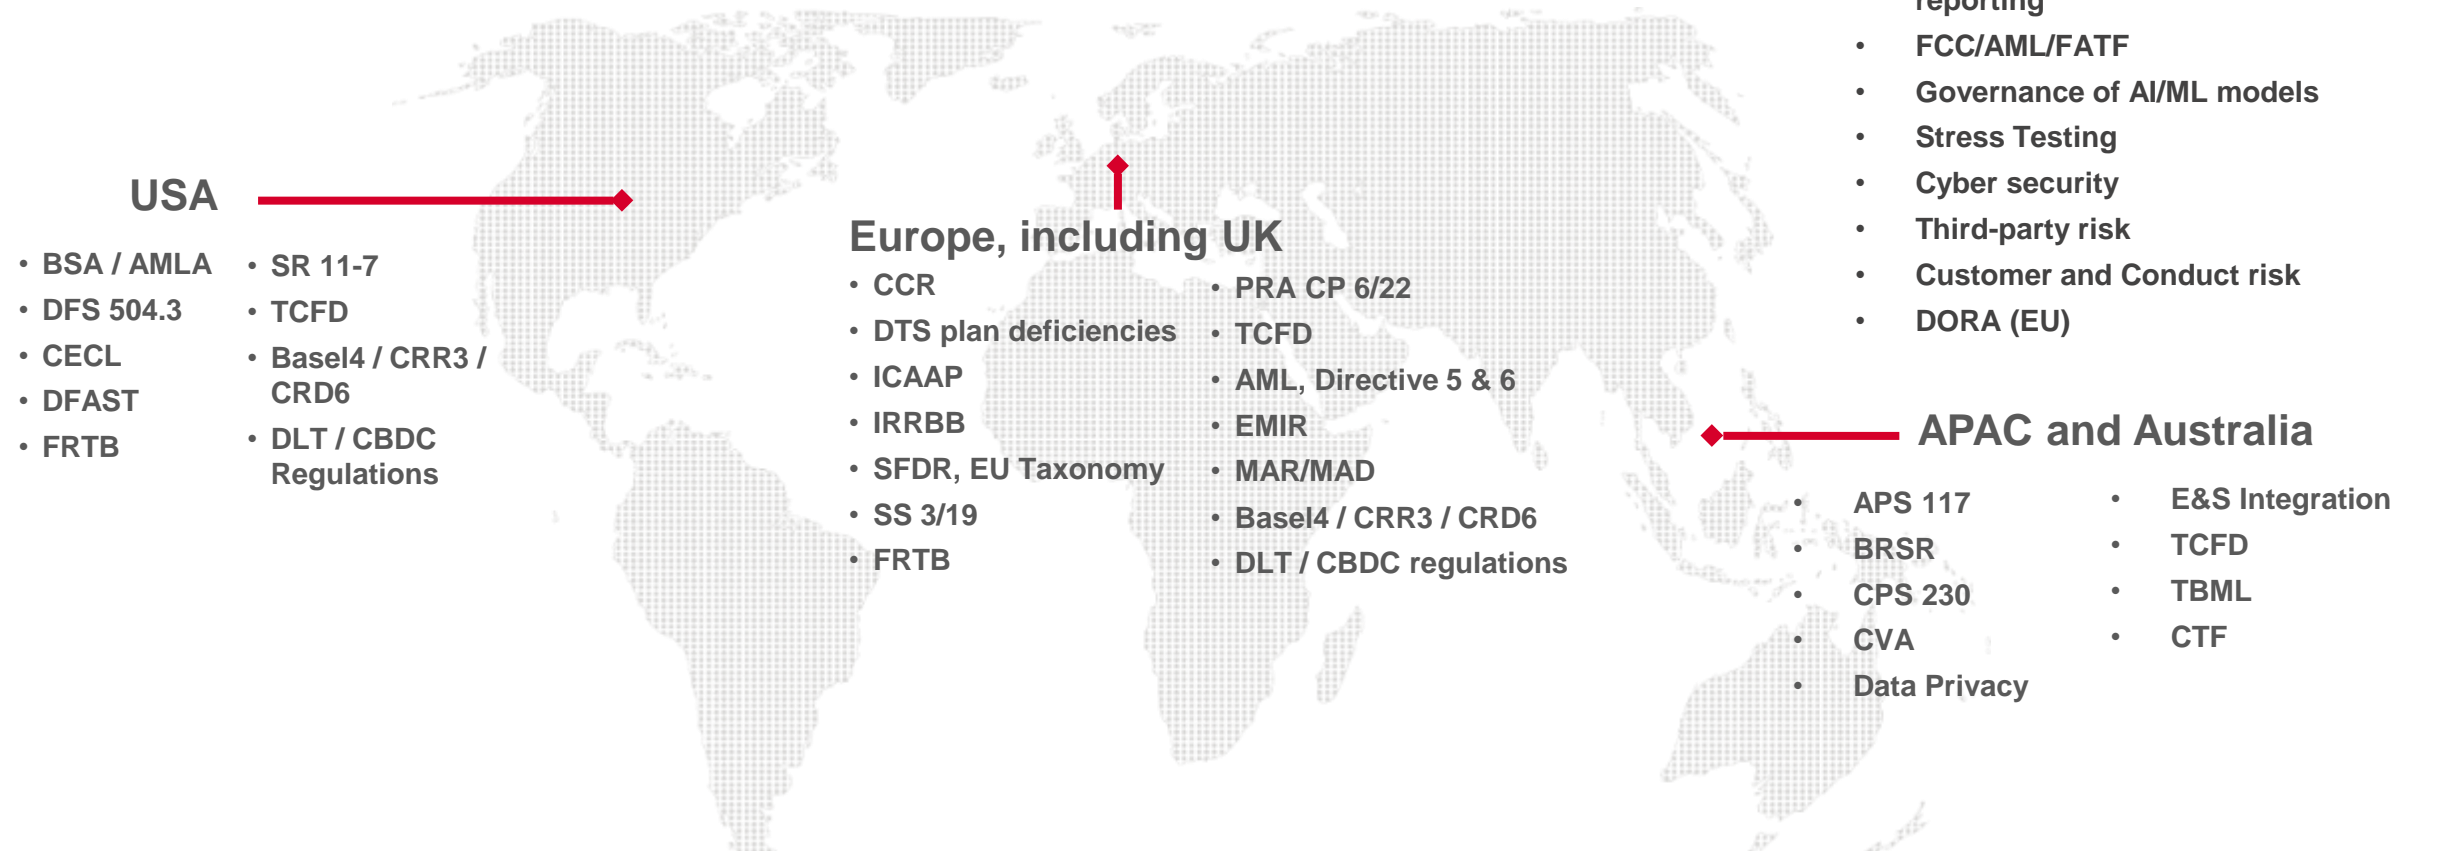 reporting
• FCC/AML/FATF
• Governance of AI/ML models
• Stress Testing
• Cyber security
• Third-party risk
• Customer and Conduct risk
• DORA (EU)
USA
• BSA / AMLA
• DFS 504.3
• CECL
• DFAST
• FRTB
• SR 11-7
• TCFD
• Basel4 / CRR3 /
CRD6
• DLT / CBDC
Regulations
Europe, including UK
• CCR
• DTS plan deficiencies
• ICAAP
• IRRBB
• SFDR, EU Taxonomy
• SS 3/19
• FRTB
• PRA CP 6/22
• TCFD
• AML, Directive 5 & 6
• EMIR
• MAR/MAD
• Basel4 / CRR3 / CRD6
• DLT / CBDC regulations
APAC and Australia
• APS 117
• BRSR
• CPS 230
• CVA
• Data Privacy
• E&S Integration
• TCFD
• TBML
• CTF